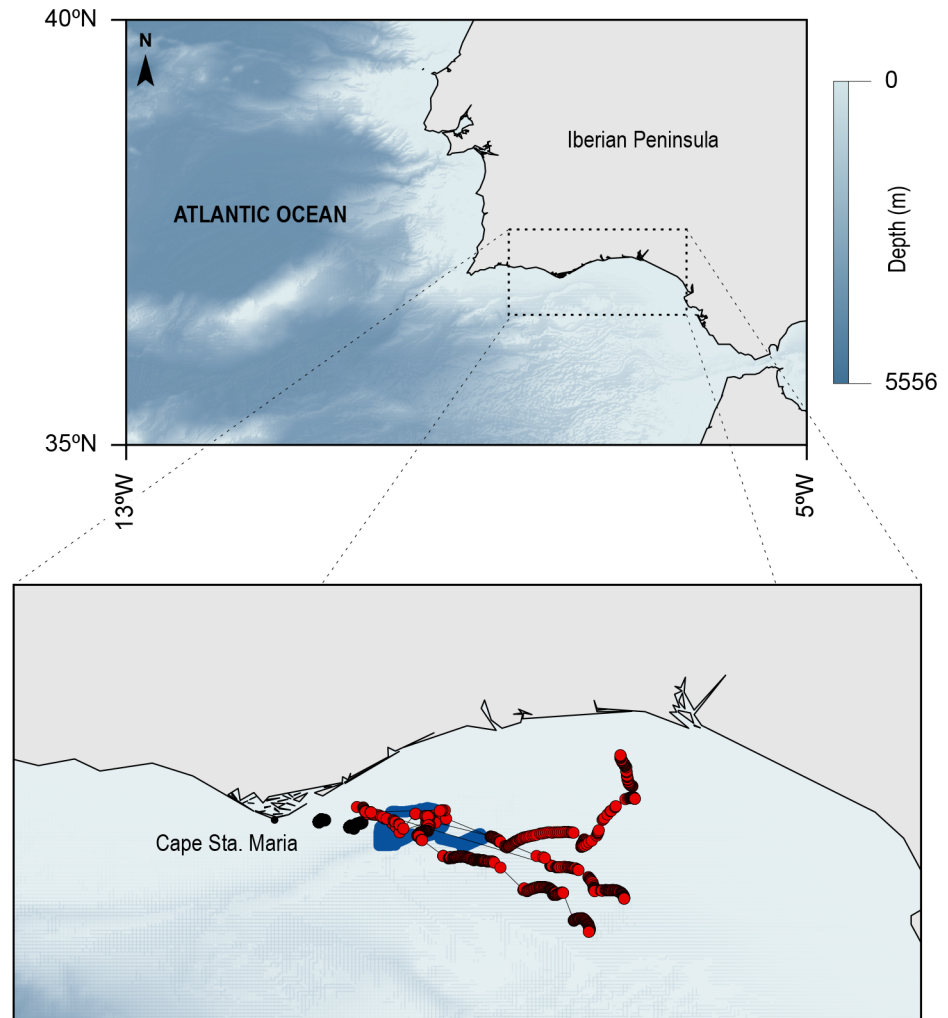 40ºN
N
0
Iberian Peninsula
ATLANTIC OCEAN
Depth (m)
5556
35ºN
13ºW
5ºW
Cape Sta. Maria